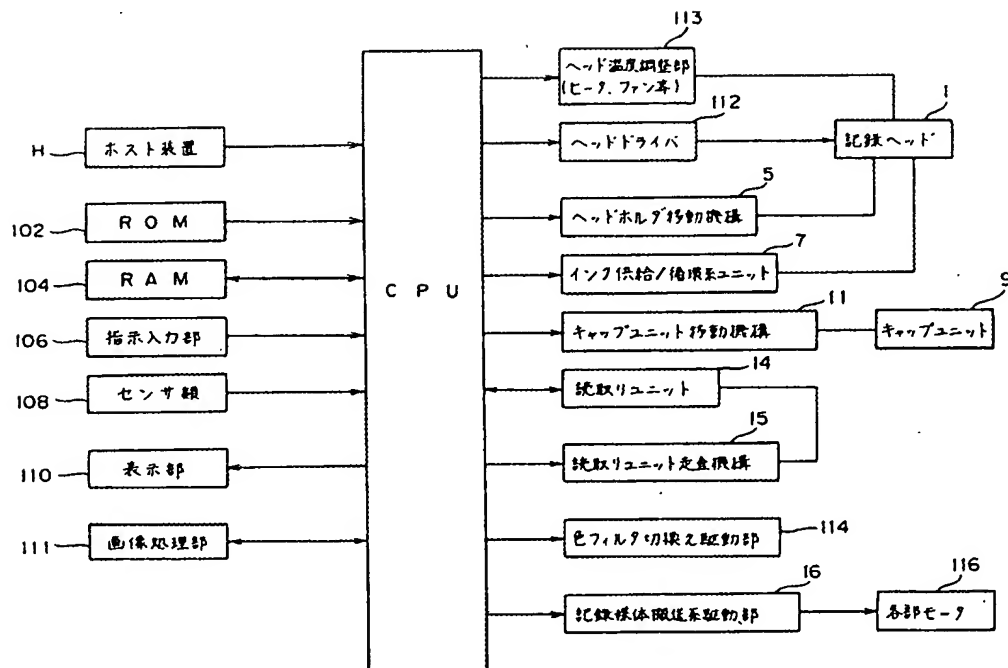 H
ホスト装置
102
ROM
104
RAM
106
指示入力部
108
センサ類
110
表示部
111
画像処理部
CPU
113
ヘッド温度調整部
(ヒータ、ファン等)
112
ヘッドドライバ
1
記録ヘッド
5
ヘッドホルダ移動機構
7
インク供給/循環系ユニット
11
キャップユニット移動機構
9
キャップユニット
14
読取りユニット
15
読取りユニット走査機構
114
色フィルタ切換え駆動部
16
記録媒体搬送系駆動部
116
各部モータ